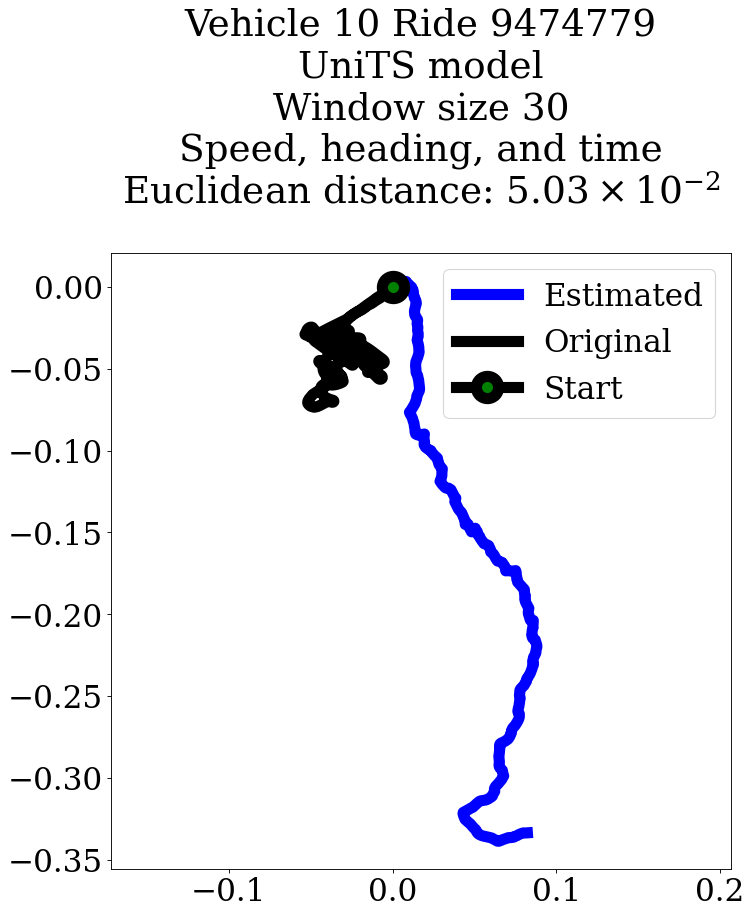 Vehicle 10 Ride 9474779
UniTS model
Window size 30
Speed, heading, and time
Euclidean distance: 5.03 × 10⁻²
Estimated
Original
Start
0.00
−0.05
−0.10
−0.15
−0.20
−0.25
−0.30
−0.35
−0.1
0.0
0.1
0.2